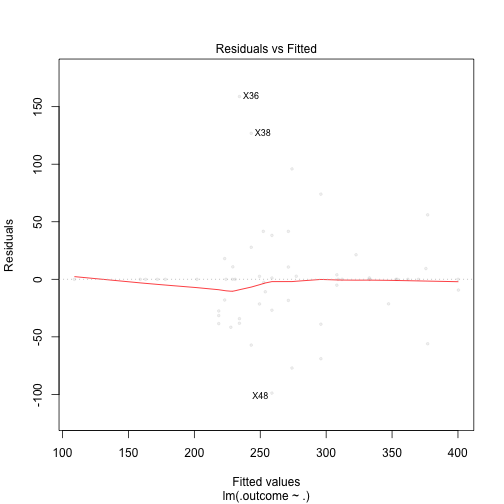 Residuals vs Fitted
Residuals
150
100
50
0
-50
-100
X36
X38
X48
100 150 200 250 300 350 400
Fitted values
lm(.outcome ~ .)